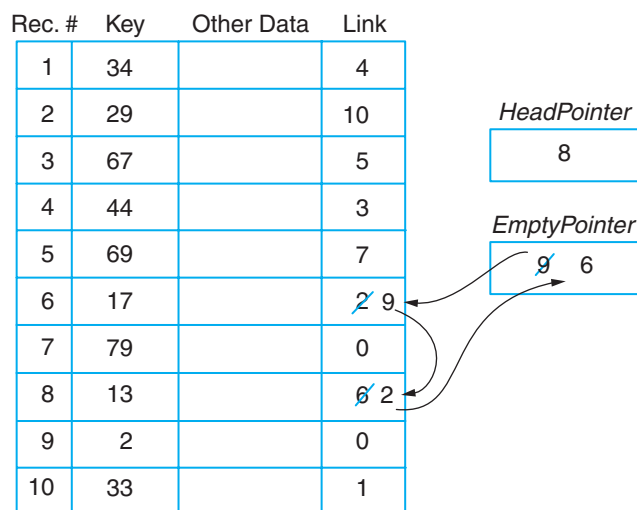 Rec. # Key Other Data Link
1 34 4
2 29 10
3 67 5
4 44 3
5 69 7
6 17 2 9
7 79 0
8 13 6 2
9 2 0
10 33 1
HeadPointer
8
EmptyPointer
9 6